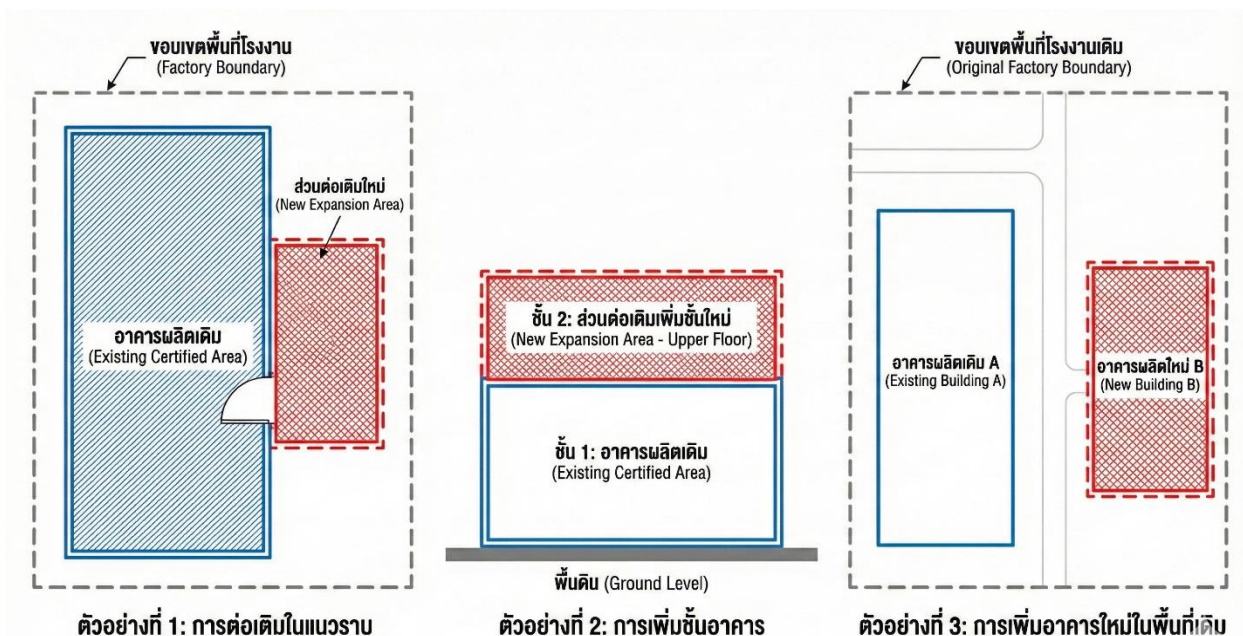 ขอบเขตพื้นที่โรงงาน
(Factory Boundary)
ส่วนต่อเติมใหม่
(New Expansion Area)
อาคารผลิตเดิม
(Existing Certified Area)
ตัวอย่างที่ 1: การต่อเติมในแนวราบ
ชั้น 2: ส่วนต่อเติมเพิ่มชั้นใหม่
(New Expansion Area - Upper Floor)
ชั้น 1: อาคารผลิตเดิม
(Existing Certified Area)
พื้นดิน (Ground Level)
ตัวอย่างที่ 2: การเพิ่มชั้นอาคาร
ขอบเขตพื้นที่โรงงานเดิม
(Original Factory Boundary)
อาคารผลิตเดิม A
(Existing Building A)
อาคารผลิตใหม่ B
(New Building B)
ตัวอย่างที่ 3: การเพิ่มอาคารใหม่ในพื้นที่เดิม